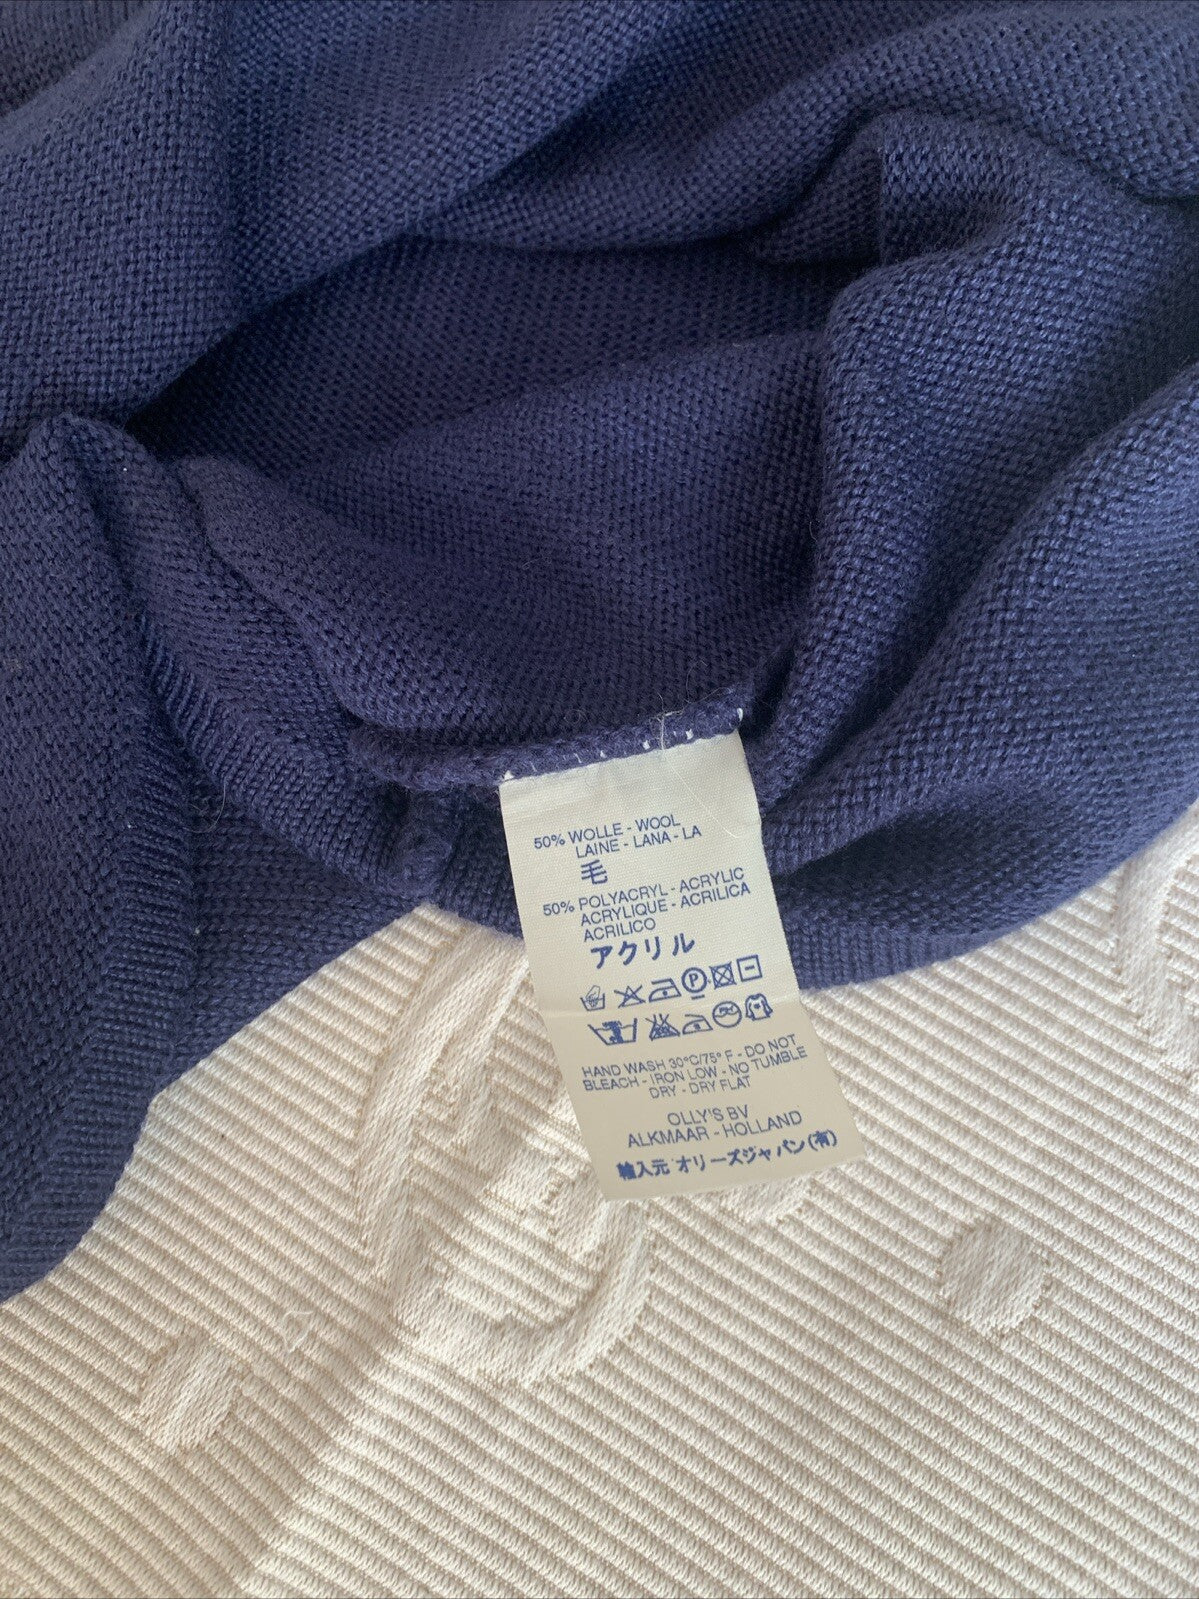 50% WOLLE - WOOL
LAINE - LANA - LA
毛
50% POLYACRYL - ACRYLIC
ACRYLIQUE - ACRILICA
ACRILICO
アクリル
P
HAND WASH 30°C/75° F - DO NOT
BLEACH - IRON LOW - NO TUMBLE
DRY - DRY FLAT
OLLY'S BV
ALKMAAR - HOLLAND
輸入元 オリーズジャパン(有)